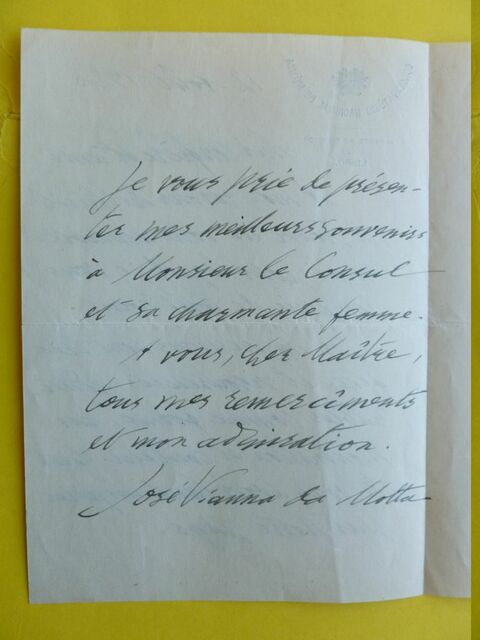 Je vous prie de présen-
ter mes meilleurs souvenirs
à Monsieur le Consul
et sa charmante femme.
A vous, cher Maître,
tous mes remercîments
et mon admiration.
José Vianna da Motta